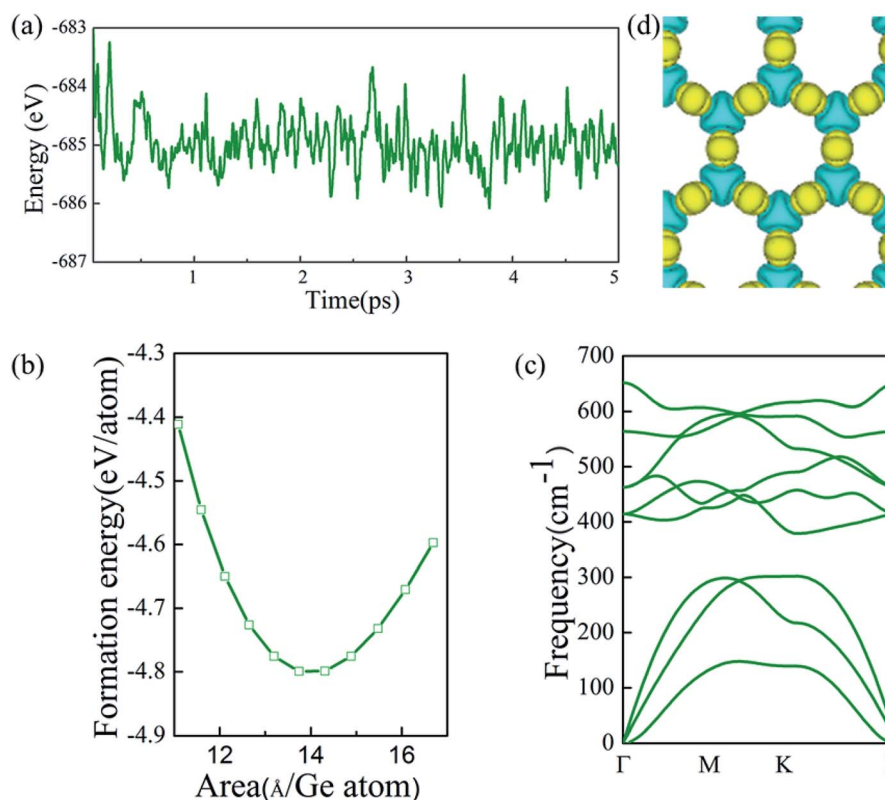 (a)
-683
-684
-685
-686
-687
Energy (eV)
1
2
3
4
5
Time(ps)
(d)
(b)
-4.3
-4.4
-4.5
-4.6
-4.7
-4.8
-4.9
Formation energy(eV/atom)
12
14
16
Area(Å/Ge atom)
(c)
700
600
500
400
300
200
100
0
Frequency(cm-1)
Γ
M
K